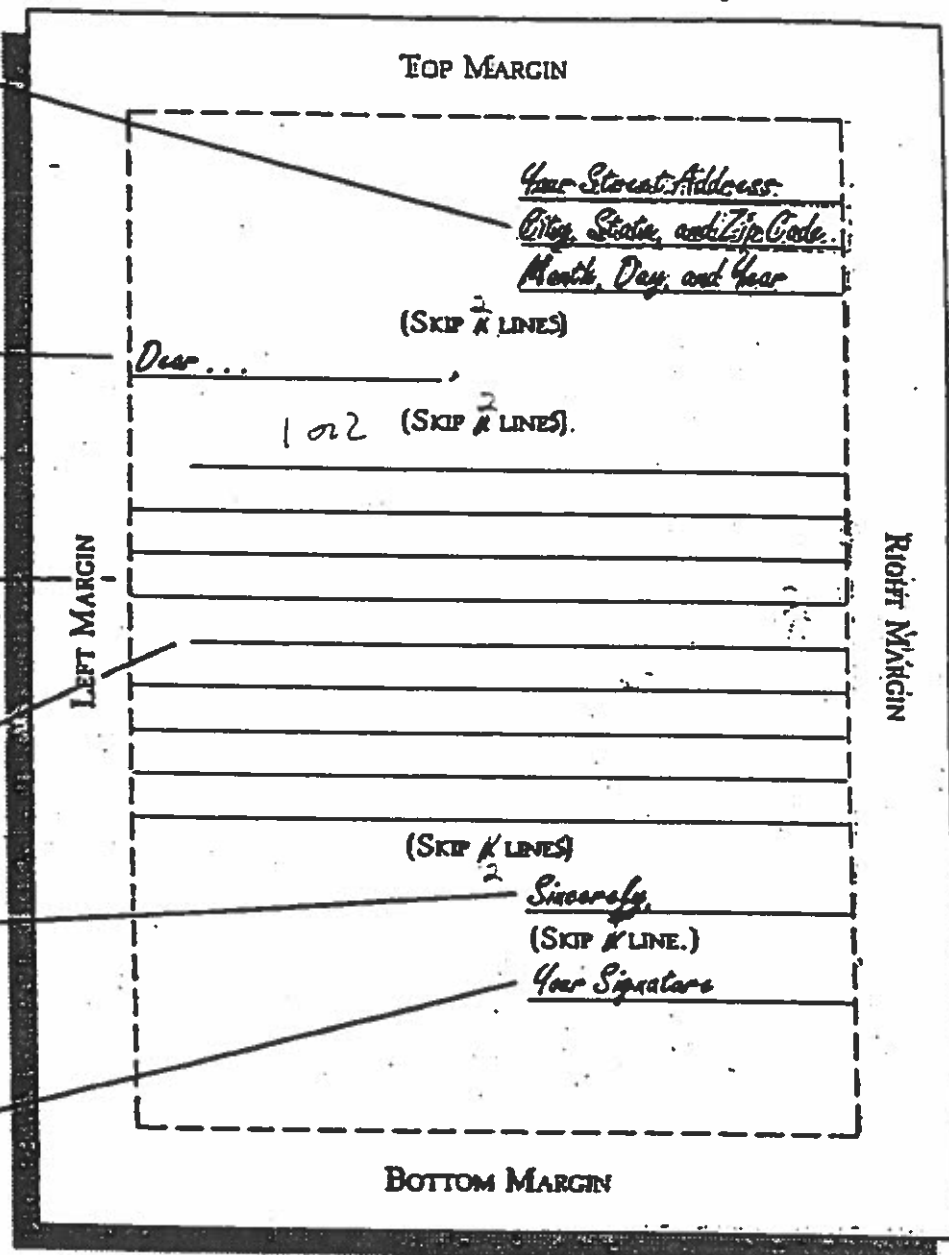 TOP MARGIN
Your Street Address
City, State, and Zip Code
Month, Day, and Year
(SKIP 2 LINES)
Dear ... ,
1 or 2 (SKIP 2 LINES).
LEFT MARGIN
RIGHT MARGIN
(SKIP 2 LINES)
Sincerely,
(SKIP LINE.)
Your Signature
BOTTOM MARGIN